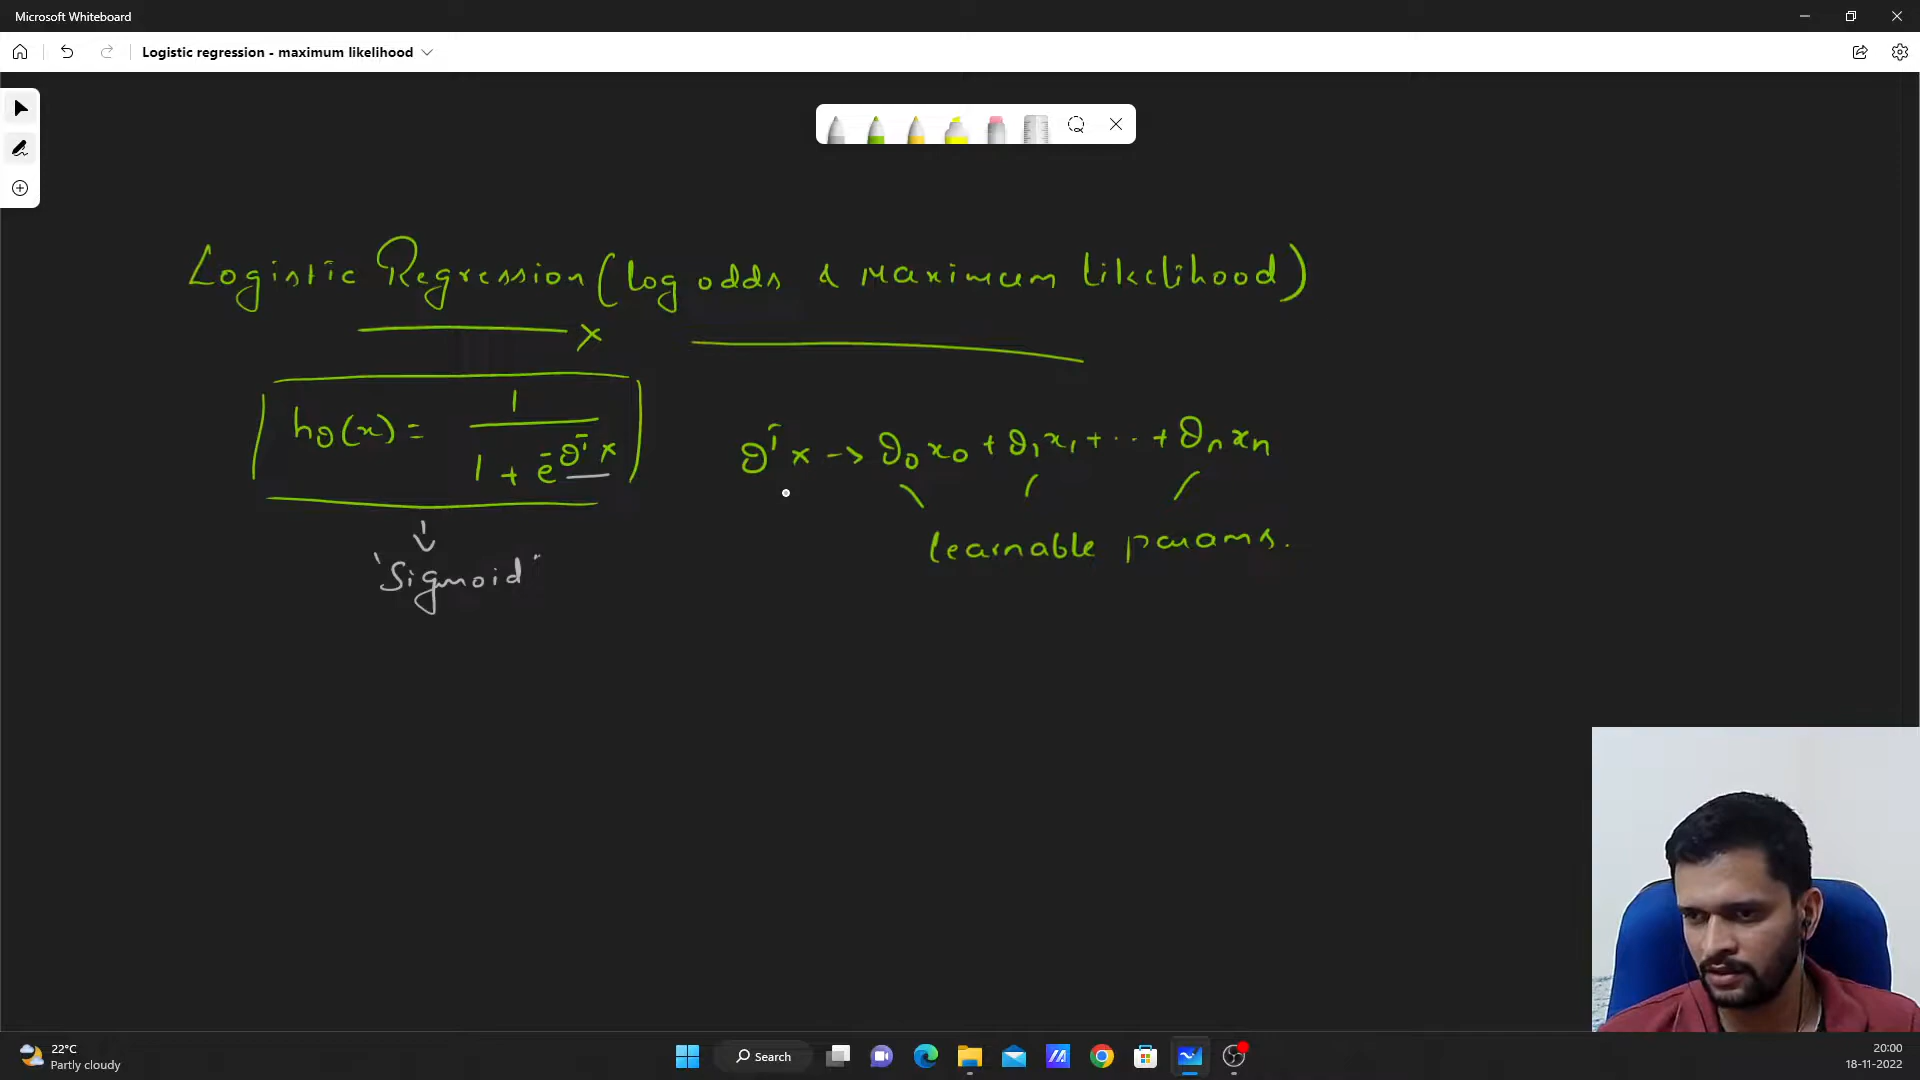 Microsoft Whiteboard
Logistic regression - maximum likelihood
Logistic Regression (log odds & Maximum Likelihood)
x
hθ(x) = 1 / 1 + e^-θᵀx
θᵀx -> θ₀x₀ + θ₁x₁ + ·· + θₙxₙ
learnable params.
"Sigmoid"
22°C
Partly cloudy
Search
20:00
18-11-2022